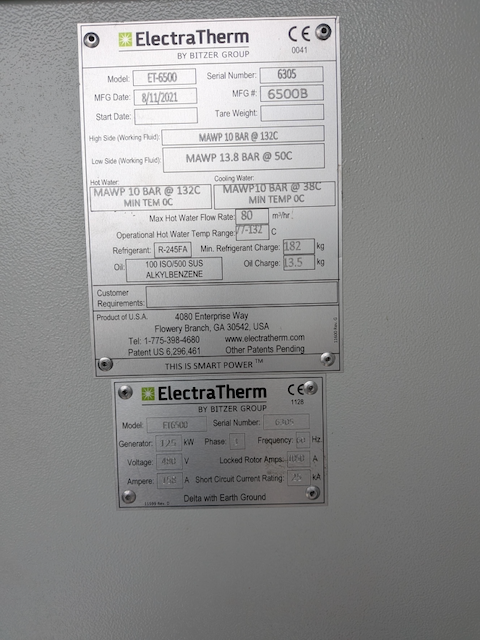 ElectraTherm CE
BY BITZER GROUP 0041
Model: ET-6500 Serial Number: 6305
MFG Date: 8/11/2021 MFG #: 6500B
Start Date: Tare Weight:
High Side (Working Fluid): MAWP 10 BAR @ 132C
Low Side (Working Fluid): MAWP 13.8 BAR @ 50C
Hot Water: Cooling Water:
MAWP 10 BAR @ 132C MAWP10 BAR @ 38C
MIN TEM 0C MIN TEMP 0C
Max Hot Water Flow Rate: 80 m³/hr
Operational Hot Water Temp Range: 77-132 C
Refrigerant: R-245FA Min. Refrigerant Charge: 182 kg
Oil: 100 ISO/500 SUS Oil Charge: 13.5 kg
ALKYLBENZENE
Customer
Requirements:
Product of U.S.A. 4080 Enterprise Way
Flowery Branch, GA 30542, USA
Tel: 1-775-398-4680 www.electratherm.com
Patent US 6,296,461 Other Patents Pending
THIS IS SMART POWER™
ElectraTherm CE
BY BITZER GROUP 1128
Model: ET6500 Serial Number: 6305
Generator: 125 kW Phase Frequency: 60 Hz
Voltage: 480 V Locked Rotor Amps: A
Ampere: A Short Circuit Current Rating: kA
Delta with Earth Ground